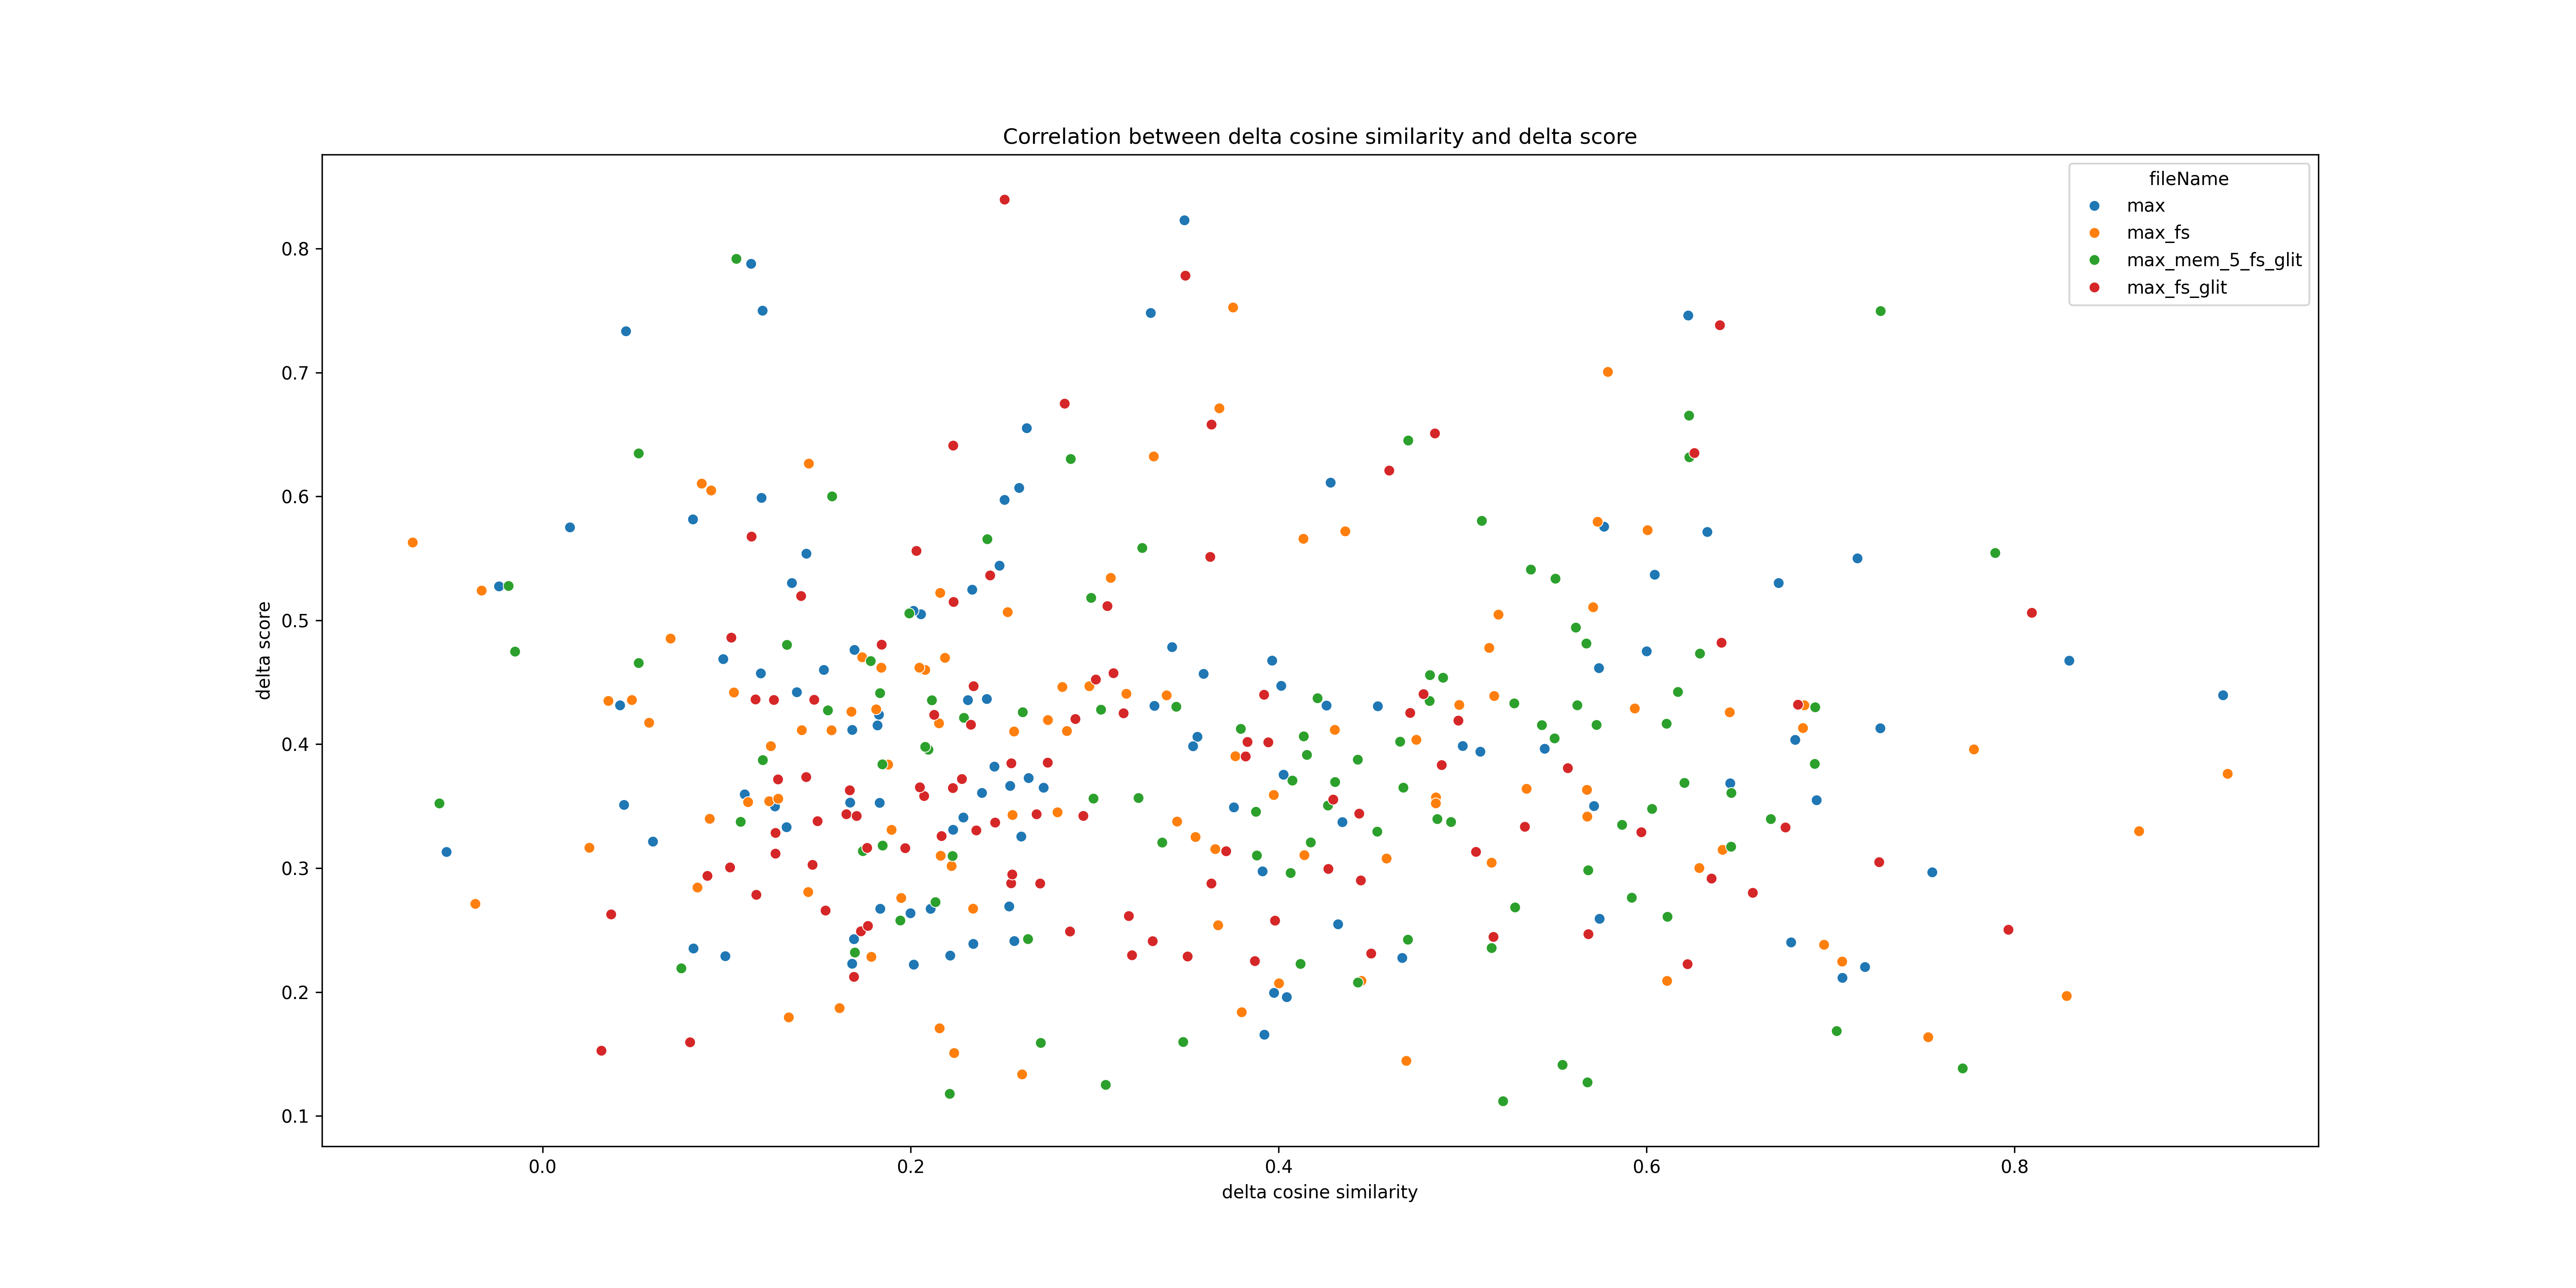 Correlation between delta cosine similarity and delta score
fileName
max
max_fs
max_mem_5_fs_glit
max_fs_glit
delta score
0.8
0.7
0.6
0.5
0.4
0.3
0.2
0.1
0.0 0.2 0.4 0.6 0.8
delta cosine similarity